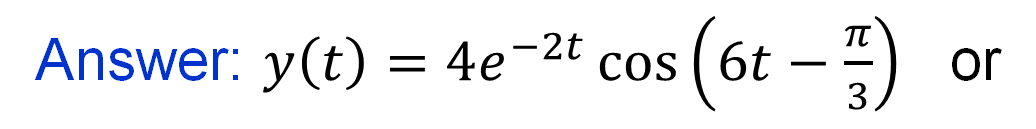 Answer: y(t) = 4e^{-2t} cos(6t − π/3) or